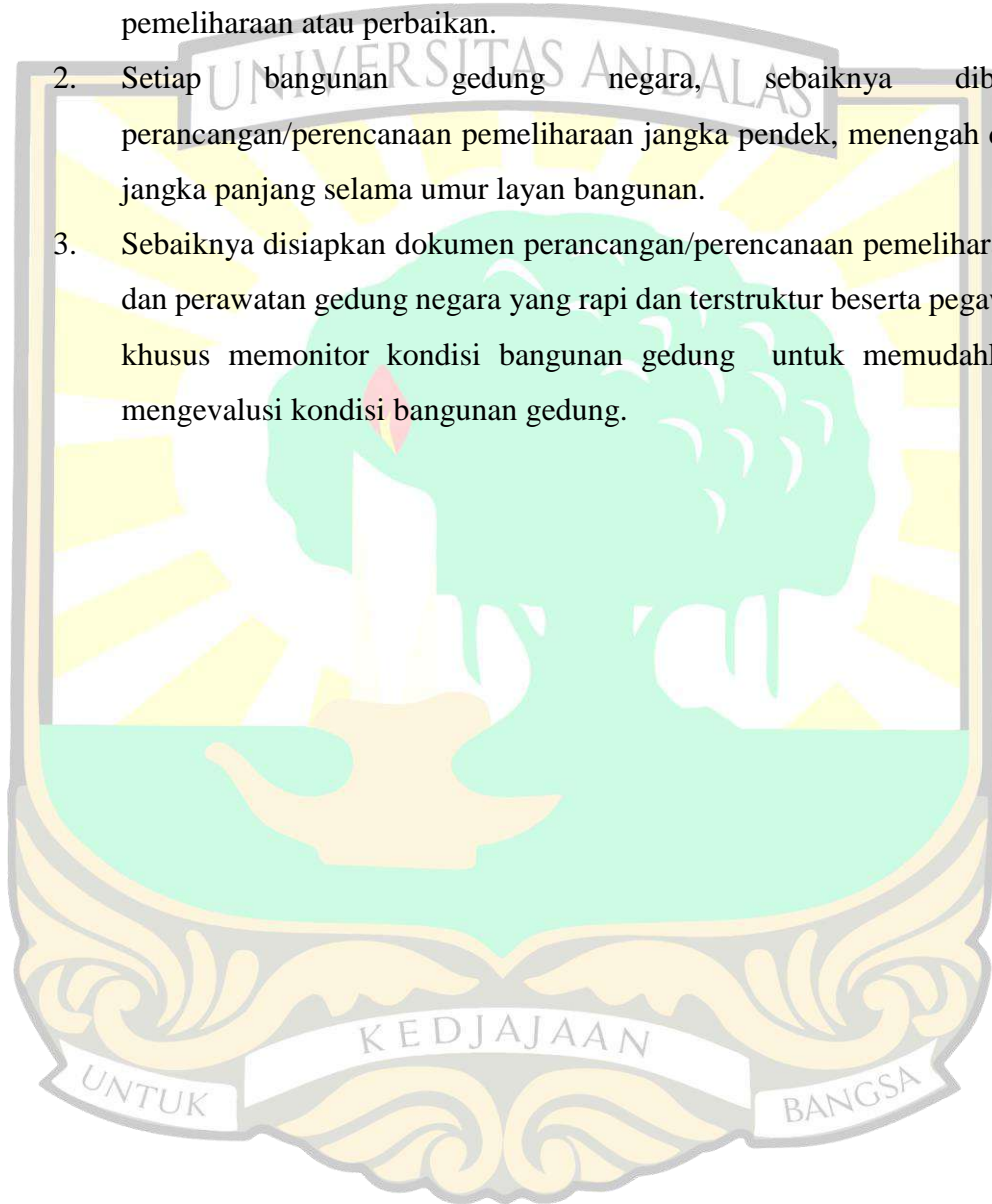 pemeliharaan atau perbaikan.
UNIVERSITAS ANDALAS
2. Setiap bangunan gedung negara, sebaiknya dib
perancangan/perencanaan pemeliharaan jangka pendek, menengah
jangka panjang selama umur layan bangunan.
3. Sebaiknya disiapkan dokumen perancangan/perencanaan pemelihar
dan perawatan gedung negara yang rapi dan terstruktur beserta pegaw
khusus memonitor kondisi bangunan gedung untuk memudahk
mengevalusi kondisi bangunan gedung.
KEDJAJAAN
UNTUK BANGSA